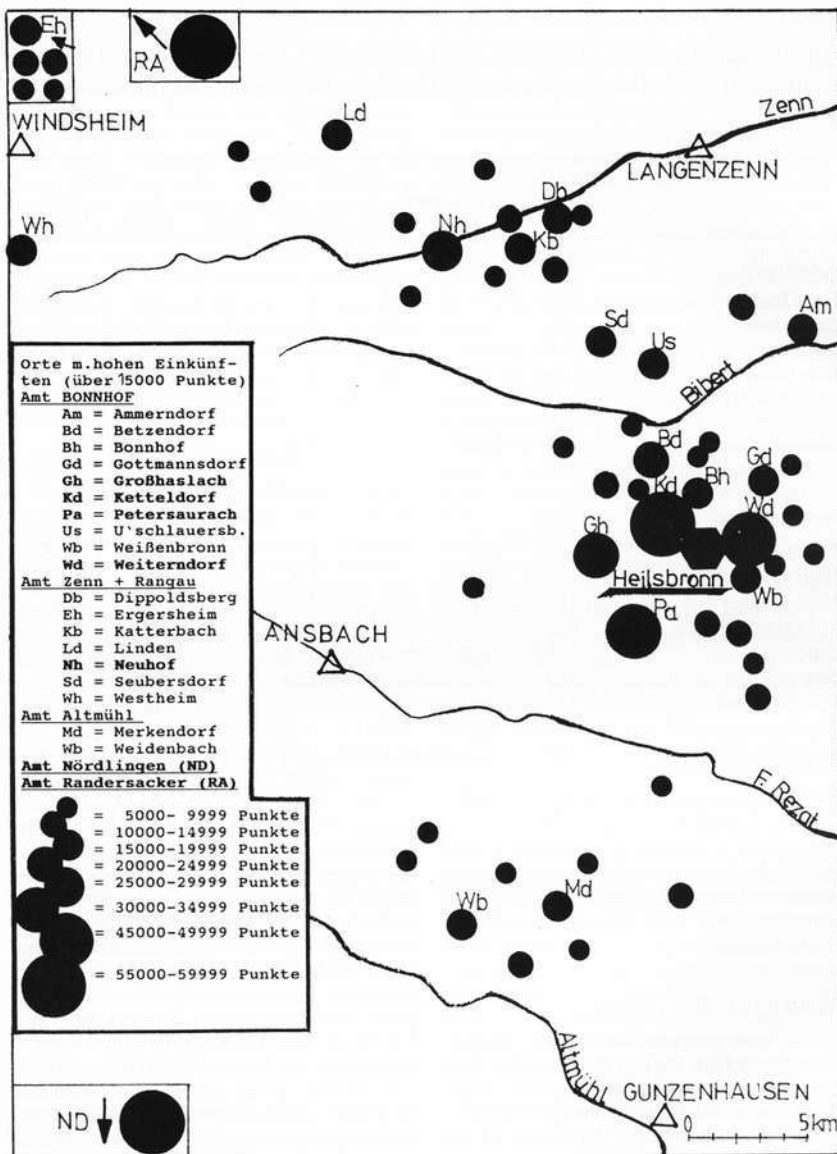 Eh
RA
WINDSHEIM
Ld
Zenn
LANGENZENN
Db
Wh
Nh
Kb
Sd
Us
Am
Bibert
Orte m.hohen Einkünf-
ten (über 15000 Punkte)
Amt BONNHOF
Am = Ammerndorf
Bd = Betzendorf
Bh = Bonnhof
Gd = Gottmannsdorf
Gh = Großhaslach
Kd = Ketteldorf
Pa = Petersaurach
Us = U'schlauersb.
Wb = Weißenbronn
Wd = Weiterndorf
Amt Zenn + Rangau
Db = Dippoldsberg
Eh = Ergersheim
Kb = Katterbach
Ld = Linden
Nh = Neuhof
Sd = Seubersdorf
Wh = Westheim
Amt Altmühl
Md = Merkendorf
Wb = Weidenbach
Amt Nördlingen (ND)
Amt Randersacker (RA)
= 5000- 9999 Punkte
= 10000-14999 Punkte
= 15000-19999 Punkte
= 20000-24999 Punkte
= 25000-29999 Punkte
= 30000-34999 Punkte
= 45000-49999 Punkte
= 55000-59999 Punkte
Bd
Gd
Kd
Bh
Wd
Gh
Heilsbronn
Wb
Pa
ANSBACH
F. Rezat
Wb
Md
Altmühl
GUNZENHAUSEN
0 5km
ND